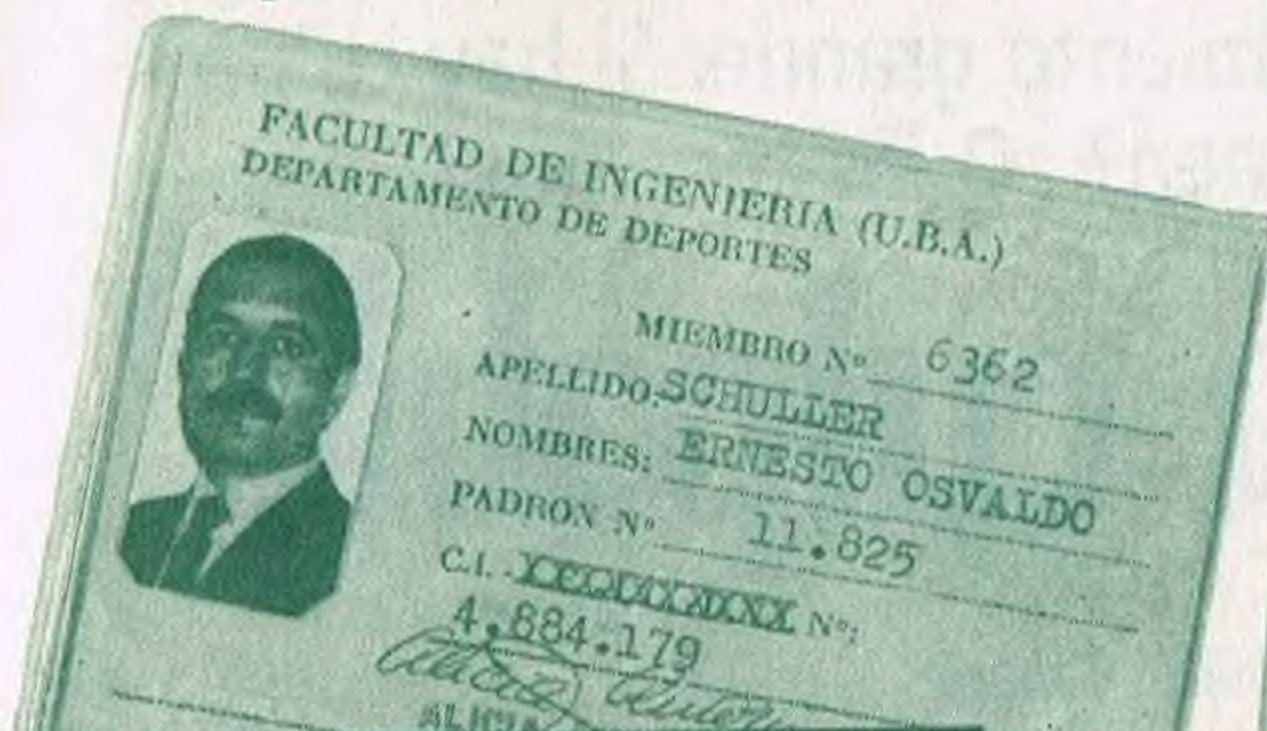 FACULTAD DE INGENIERIA (U.B.A.)
DEPARTAMENTO DE DEPORTES
MIEMBRO Nº 6362
APELLIDO: SCHULLER
NOMBRES: ERNESTO OSVALDO
PADRON Nº 11.825
C.I. - Nº:
4.884.179
ALICIA